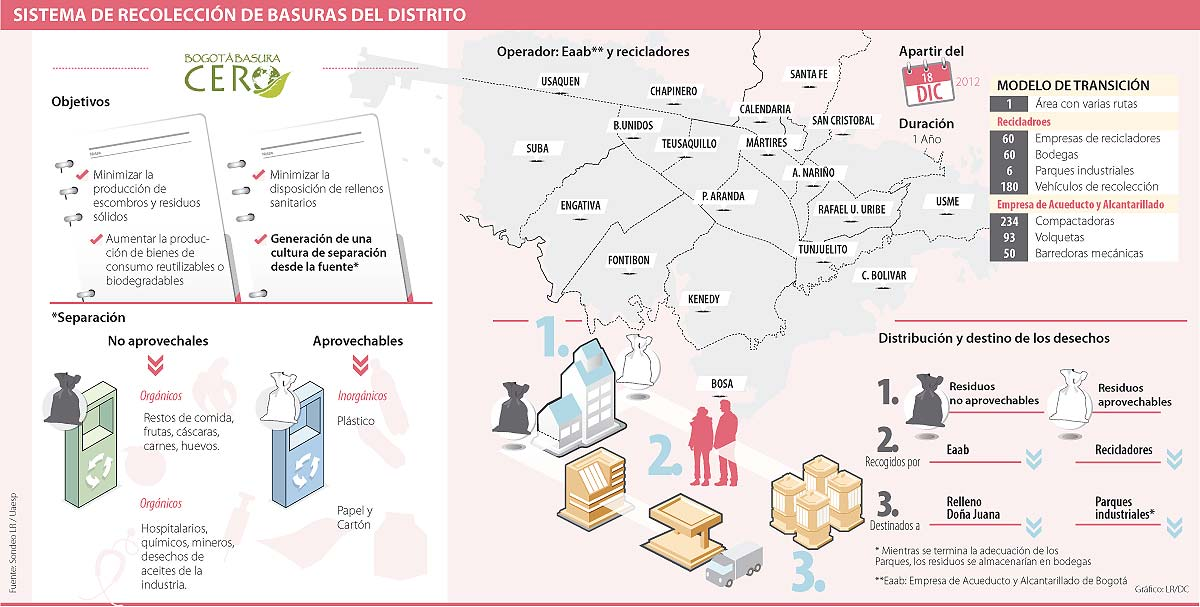 SISTEMA DE RECOLECCIÓN DE BASURAS DEL DISTRITO
BOGOTÁ BASURA
CERO
Objetivos
Notas
Minimizar la
producción de
escombros y residuos
sólidos
Aumentar la produc-
ción de bienes de
consumo reutilizables o
biodegradables
Notas
Minimizar la
disposición de rellenos
sanitarios
Generación de una
cultura de separación
desde la fuente*
*Separación
No aprovechales
Orgánicos
Restos de comida,
frutas, cáscaras,
carnes, huevos.
Orgánicos
Hospitalarios,
químicos, mineros,
desechos de
aceites de la
industria.
Aprovechables
Inorgánicos
Plástico
Papel y
Cartón
Fuente: Sondeo LR / Uaesp
Operador: Eaab** y recicladores
USAQUEN
CHAPINERO
SANTA FE
CALENDARIA
SAN CRISTOBAL
B.UNIDOS
TEUSAQUILLO
MÁRTIRES
SUBA
A. NARIÑO
P. ARANDA
ENGATIVA
RAFAEL U. URIBE
USME
FONTIBON
TUNJUELITO
C. BOLIVAR
KENEDY
BOSA
1.
2.
3.
Apartir del
18
DIC
2012
Duración
1 Año
MODELO DE TRANSICIÓN
1 Área con varias rutas
Recicladroes
60 Empresas de recicladores
60 Bodegas
6 Parques industriales
180 Vehículos de recolección
Empresa de Acueducto y Alcantarillado
234 Compactadoras
93 Volquetas
50 Barredoras mecánicas
Distribución y destino de los desechos
1.
Residuos
no aprovechables
Residuos
aprovechables
2.
Recogidos por
Eaab
Recicladores
3.
Destinados a
Relleno
Doña Juana
Parques
industriales*
* Mientras se termina la adecuación de los
Parques, los residuos se almacenarían en bodegas
**Eaab: Empresa de Acueducto y Alcantarillado de Bogotá
Gráfico: LR/DC